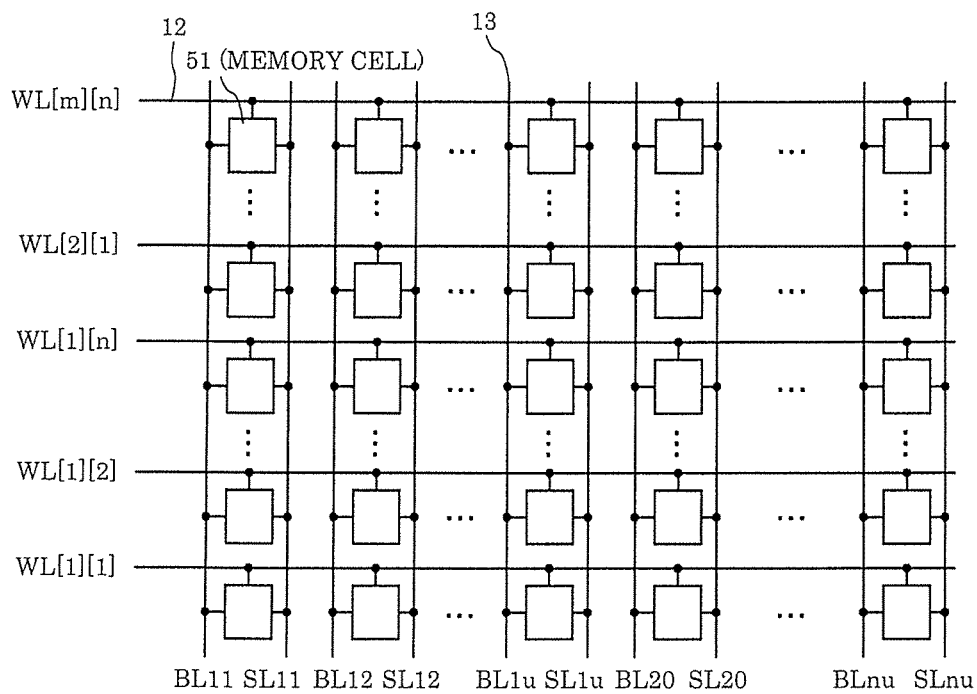 12
13
51 (MEMORY CELL)
WL[m][n]
WL[2][1]
WL[1][n]
WL[1][2]
WL[1][1]
BL11 SL11 BL12 SL12 BL1u SL1u BL20 SL20 BLnu SLnu